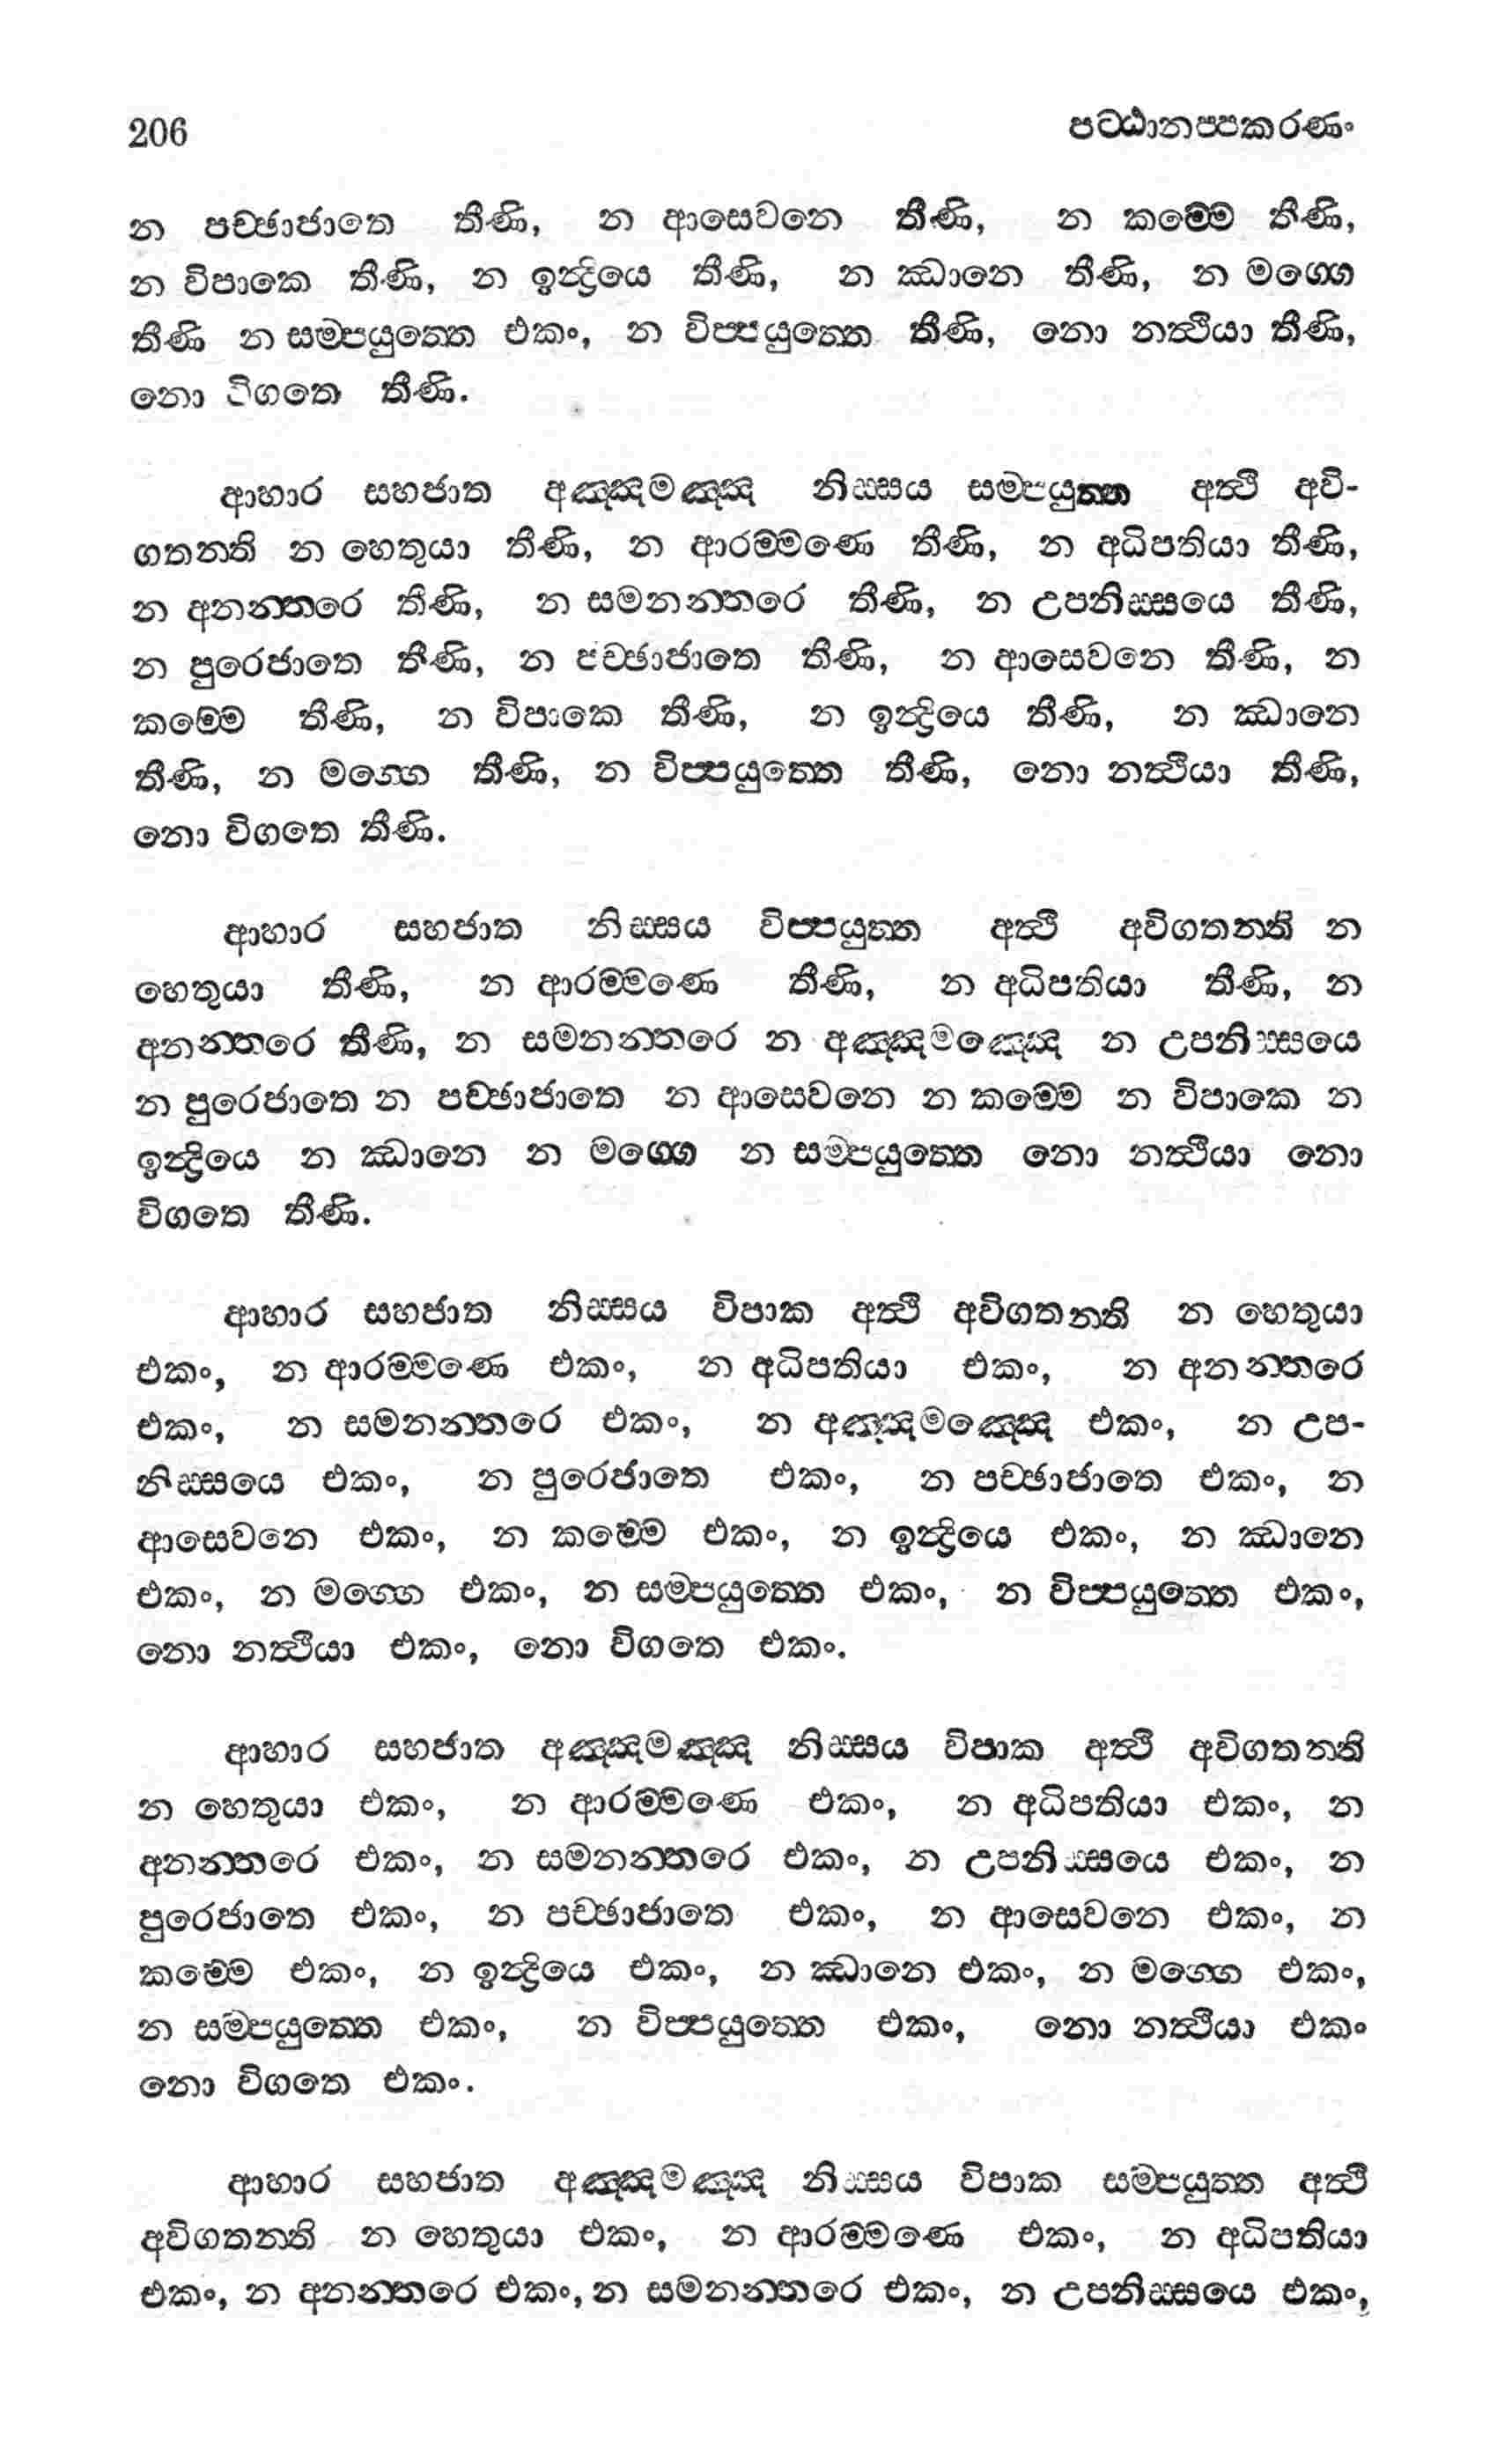 206 පට්ඨානප්පකරණං
න පච්ඡාජාතෙ තීණි, න ආසෙවනෙ තීණි, න කම්මෙ තීණි,
න විපාකෙ තීණි, න ඉන්ද්‍රියෙ තීණි, න ඣානෙ තීණි, න මග්ගෙ
තීණි න සම්පයුත්තෙ එකං, න විප්පයුත්තෙ තීණි, නො නත්ථියා තීණි,
නො විගතෙ තීණි.
ආහාර සහජාත අඤ්ඤමඤ්ඤ නිස්සය සම්පයුත්ත අත්ථි අවි-
ගතන්ති න හෙතුයා තීණි, න ආරම්මණෙ තීණි, න අධිපතියා තීණි,
න අනන්තරෙ තීණි, න සමනන්තරෙ තීණි, න උපනිස්සයෙ තීණි,
න පුරෙජාතෙ තීණි, න පච්ඡාජාතෙ තීණි, න ආසෙවනෙ තීණි, න
කම්මෙ තීණි, න විපාකෙ තීණි, න ඉන්ද්‍රියෙ තීණි, න ඣානෙ
තීණි, න මග්ගෙ තීණි, න විප්පයුත්තෙ තීණි, නො නත්ථියා තීණි,
නො විගතෙ තීණි.
ආහාර සහජාත නිස්සය විප්පයුත්ත අත්ථි අවිගතන්ති න
හෙතුයා තීණි, න ආරම්මණෙ තීණි, න අධිපතියා තීණි, න
අනන්තරෙ තීණි, න සමනන්තරෙ න අඤ්ඤමඤ්ඤෙ න උපනිස්සයෙ
න පුරෙජාතෙ න පච්ඡාජාතෙ න ආසෙවනෙ න කම්මෙ න විපාකෙ න
ඉන්ද්‍රියෙ න ඣානෙ න මග්ගෙ න සම්පයුත්තෙ නො නත්ථියා නො
විගතෙ තීණි.
ආහාර සහජාත නිස්සය විපාක අත්ථි අවිගතන්ති න හෙතුයා
එකං, න ආරම්මණෙ එකං, න අධිපතියා එකං, න අනන්තරෙ
එකං, න සමනන්තරෙ එකං, න අඤ්ඤමඤ්ඤෙ එකං, න උප-
නිස්සයෙ එකං, න පුරෙජාතෙ එකං, න පච්ඡාජාතෙ එකං, න
ආසෙවනෙ එකං, න කම්මෙ එකං, න ඉන්ද්‍රියෙ එකං, න ඣානෙ
එකං, න මග්ගෙ එකං, න සම්පයුත්තෙ එකං, න විප්පයුත්තෙ එකං,
නො නත්ථියා එකං, නො විගතෙ එකං.
ආහාර සහජාත අඤ්ඤමඤ්ඤ නිස්සය විපාක අත්ථි අවිගතන්ති
න හෙතුයා එකං, න ආරම්මණෙ එකං, න අධිපතියා එකං, න
අනන්තරෙ එකං, න සමනන්තරෙ එකං, න උපනිස්සයෙ එකං, න
පුරෙජාතෙ එකං, න පච්ඡාජාතෙ එකං, න ආසෙවනෙ එකං, න
කම්මෙ එකං, න ඉන්ද්‍රියෙ එකං, න ඣානෙ එකං, න මග්ගෙ එකං,
න සම්පයුත්තෙ එකං, න විප්පයුත්තෙ එකං, නො නත්ථියා එකං
නො විගතෙ එකං.
ආහාර සහජාත අඤ්ඤමඤ්ඤ නිස්සය විපාක සම්පයුත්ත අත්ථි
අවිගතන්ති න හෙතුයා එකං, න ආරම්මණෙ එකං, න අධිපතියා
එකං, න අනන්තරෙ එකං, න සමනන්තරෙ එකං, න උපනිස්සයෙ එකං,